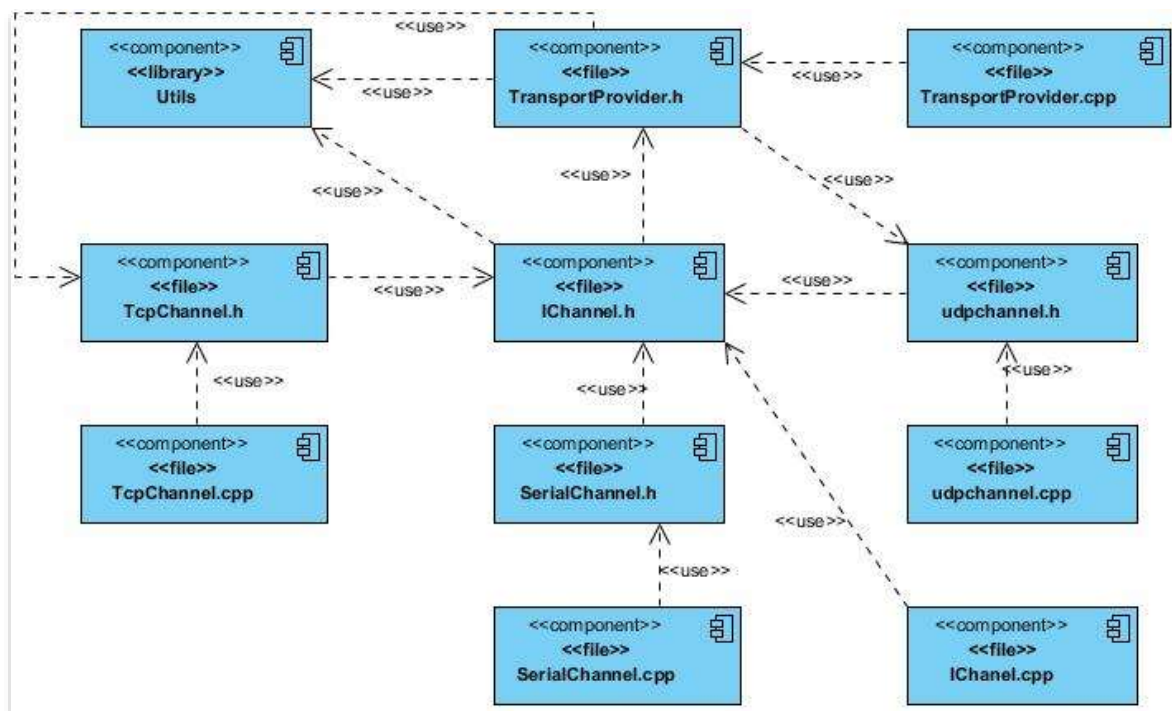 <<use>>
<<component>>
<<library>>
Utils
<<use>>
<<component>>
<<file>>
TransportProvider.h
<<use>>
<<component>>
<<file>>
TransportProvider.cpp
<<use>>
<<use>>
<<use>>
<<component>>
<<file>>
TcpChannel.h
<<use>>
<<component>>
<<file>>
IChannel.h
<<use>>
<<component>>
<<file>>
udpchannel.h
<<use>>
<<use>>
<<use>>
<<component>>
<<file>>
TcpChannel.cpp
<<component>>
<<file>>
SerialChannel.h
<<component>>
<<file>>
udpchannel.cpp
<<use>>
<<use>>
<<component>>
<<file>>
SerialChannel.cpp
<<component>>
<<file>>
IChanel.cpp